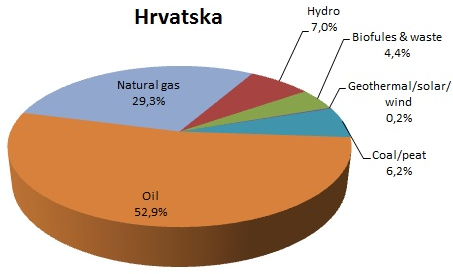 Hrvatska
Hydro
7,0%
Biofules & waste
4,4%
Geothermal/solar/
wind
0,2%
Coal/peat
6,2%
Natural gas
29,3%
Oil
52,9%